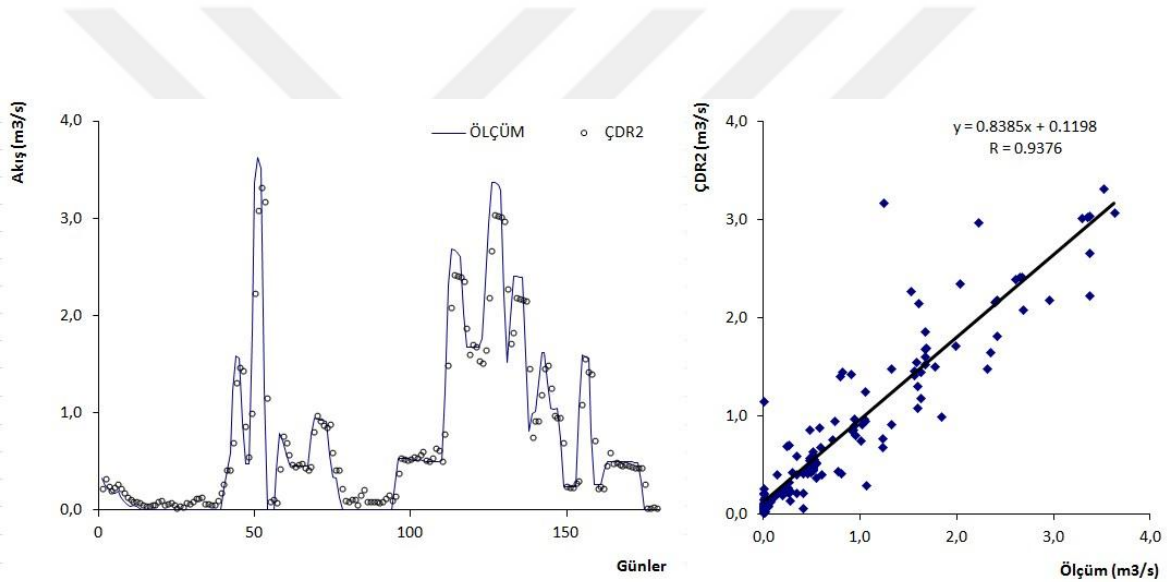 Akış (m3/s)
4,0
3,0
2,0
1,0
0,0
0
50
100
150
Günler
ÖLÇÜM
ÇDR2
ÇDR2 (m3/s)
4,0
3,0
2,0
1,0
0,0
0,0
1,0
2,0
3,0
4,0
Ölçüm (m3/s)
y = 0.8385x + 0.1198
R = 0.9376